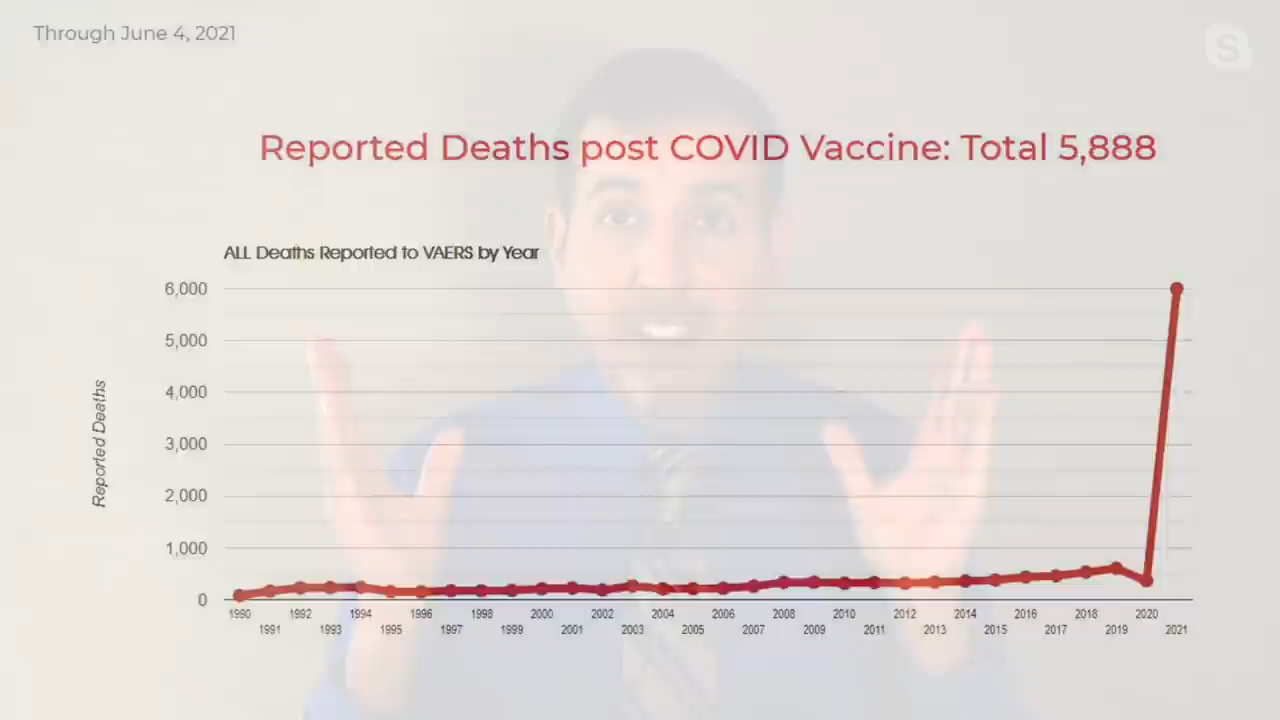 Through June 4, 2021
S
Reported Deaths post COVID Vaccine: Total 5,888
ALL Deaths Reported to VAERS by Year
6,000
5,000
4,000
3,000
2,000
1,000
0
Reported Deaths
1990 1992 1994 1996 1998 2000 2002 2004 2006 2008 2010 2012 2014 2016 2018 2020
1991 1993 1995 1997 1999 2001 2003 2005 2007 2009 2011 2013 2015 2017 2019 2021